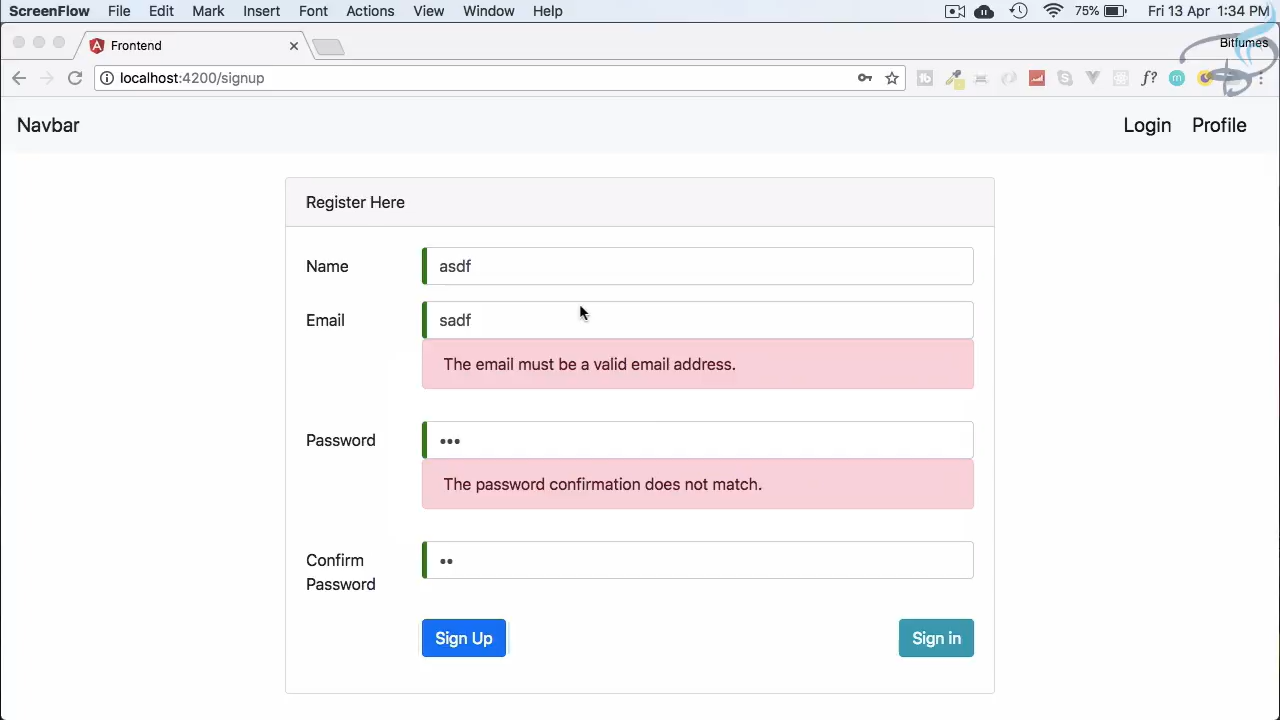 ScreenFlow File Edit Mark Insert Font Actions View Window Help 75% Fri 13 Apr 1:34 PM
Frontend
Bitfumes
localhost:4200/signup
f?
m
Navbar Login Profile
Register Here
Name asdf
Email sadf
The email must be a valid email address.
Password •••
The password confirmation does not match.
Confirm Password ••
Sign Up Sign in